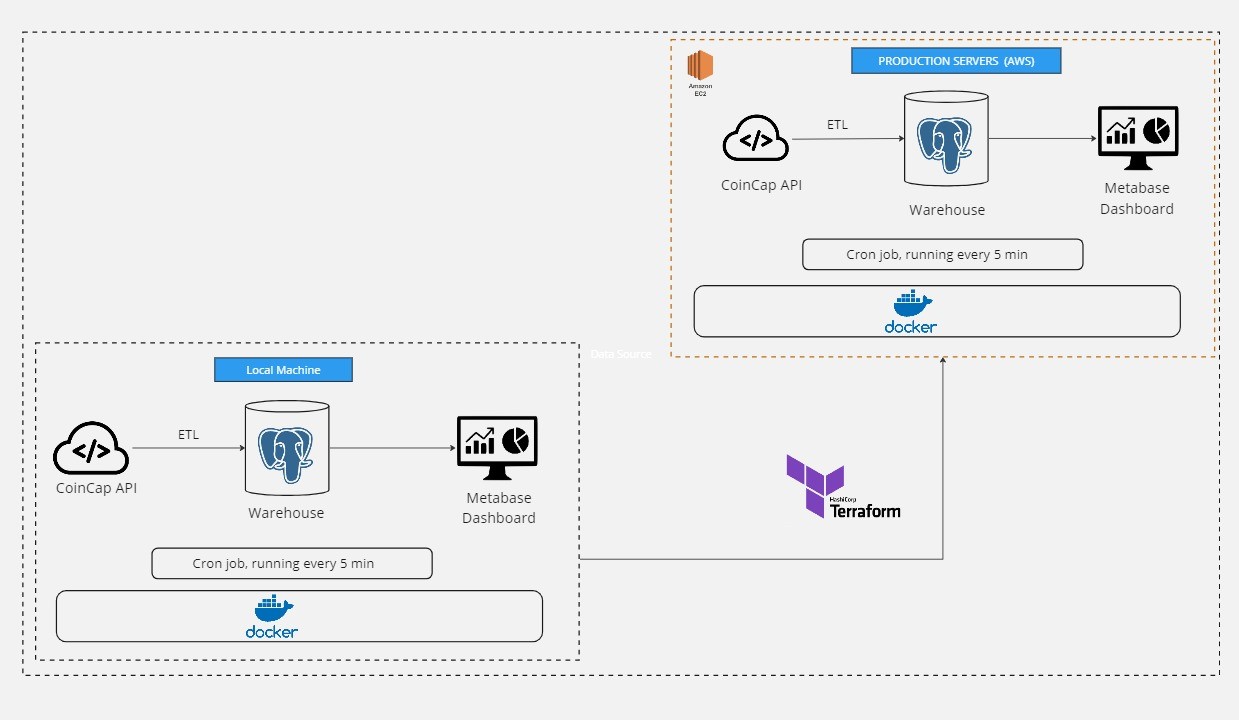 PRODUCTION SERVERS (AWS)
Amazon
EC2
ETL
CoinCap API
Warehouse
Metabase
Dashboard
Cron job, running every 5 min
docker
Data Source
Local Machine
ETL
CoinCap API
Warehouse
Metabase
Dashboard
Cron job, running every 5 min
docker
HashiCorp
Terraform